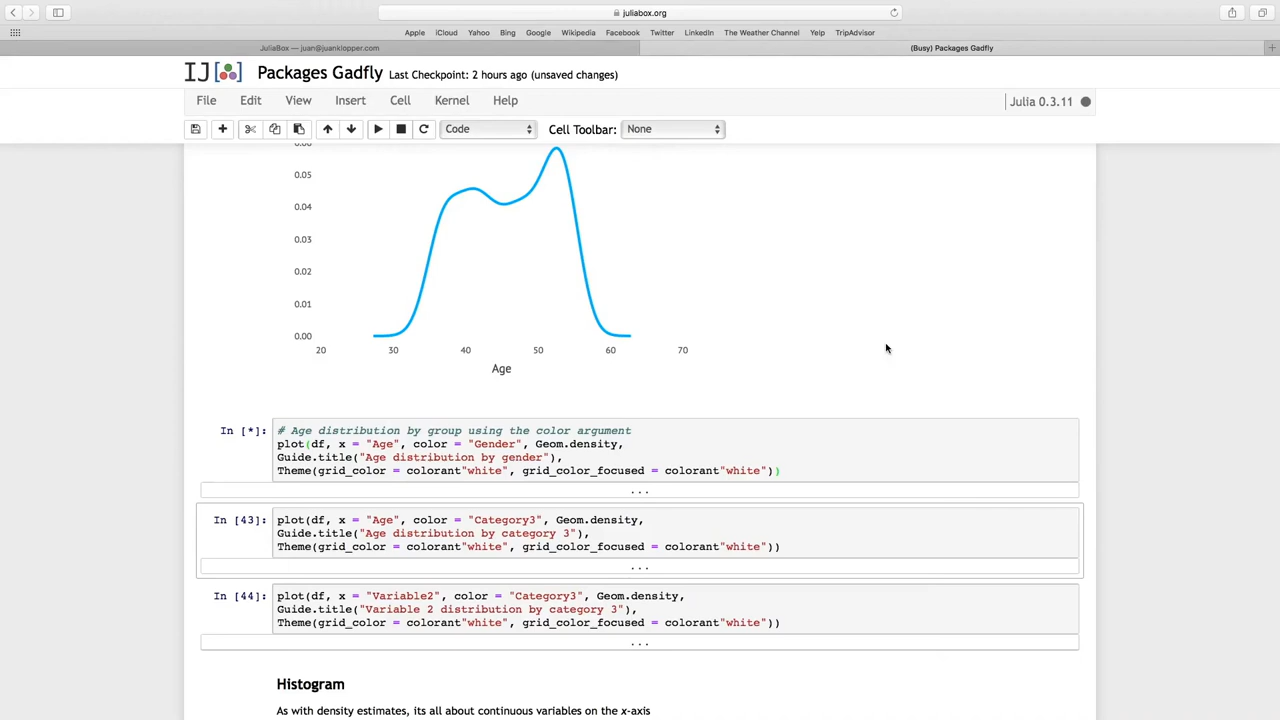 juliabox.org
Apple iCloud Yahoo Bing Google Wikipedia Facebook Twitter LinkedIn The Weather Channel Yelp TripAdvisor
JuliaBox — juan@juanklopper.com
(Busy) Packages Gadfly
IJ Packages Gadfly Last Checkpoint: 2 hours ago (unsaved changes)
File Edit View Insert Cell Kernel Help
Julia 0.3.11
Code Cell Toolbar: None
0.05
0.04
0.03
0.02
0.01
0.00
20 30 40 50 60 70
Age
In [*]: # Age distribution by group using the color argument
plot(df, x = "Age", color = "Gender", Geom.density,
Guide.title("Age distribution by gender"),
Theme(grid_color = colorant"white", grid_color_focused = colorant"white"))
...
In [43]: plot(df, x = "Age", color = "Category3", Geom.density,
Guide.title("Age distribution by category 3"),
Theme(grid_color = colorant"white", grid_color_focused = colorant"white"))
...
In [44]: plot(df, x = "Variable2", color = "Category3", Geom.density,
Guide.title("Variable 2 distribution by category 3"),
Theme(grid_color = colorant"white", grid_color_focused = colorant"white"))
...
Histogram
As with density estimates, its all about continuous variables on the x-axis